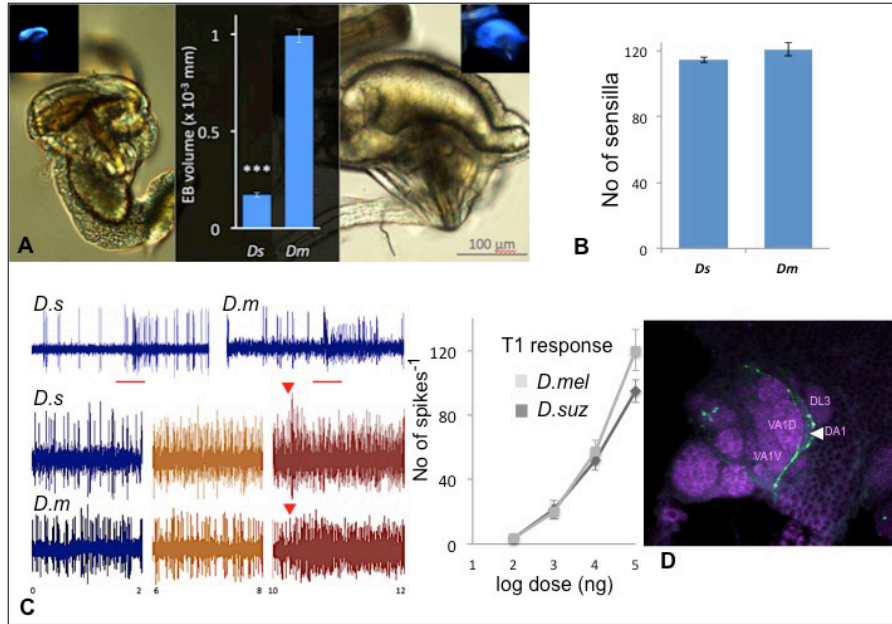 1
0.5
0
EB volume (x 10⁻³ mm)
***
Ds
Dm
100 µm
A
No of sensilla
120
80
40
0
Ds
Dm
B
D.s
D.m
D.s
D.m
0
2
6
8
10
12
C
No of spikes⁻¹
120
80
40
0
T1 response
D.mel
D.suz
1
2
3
4
5
log dose (ng)
DL3
VA1D
DA1
VA1V
D